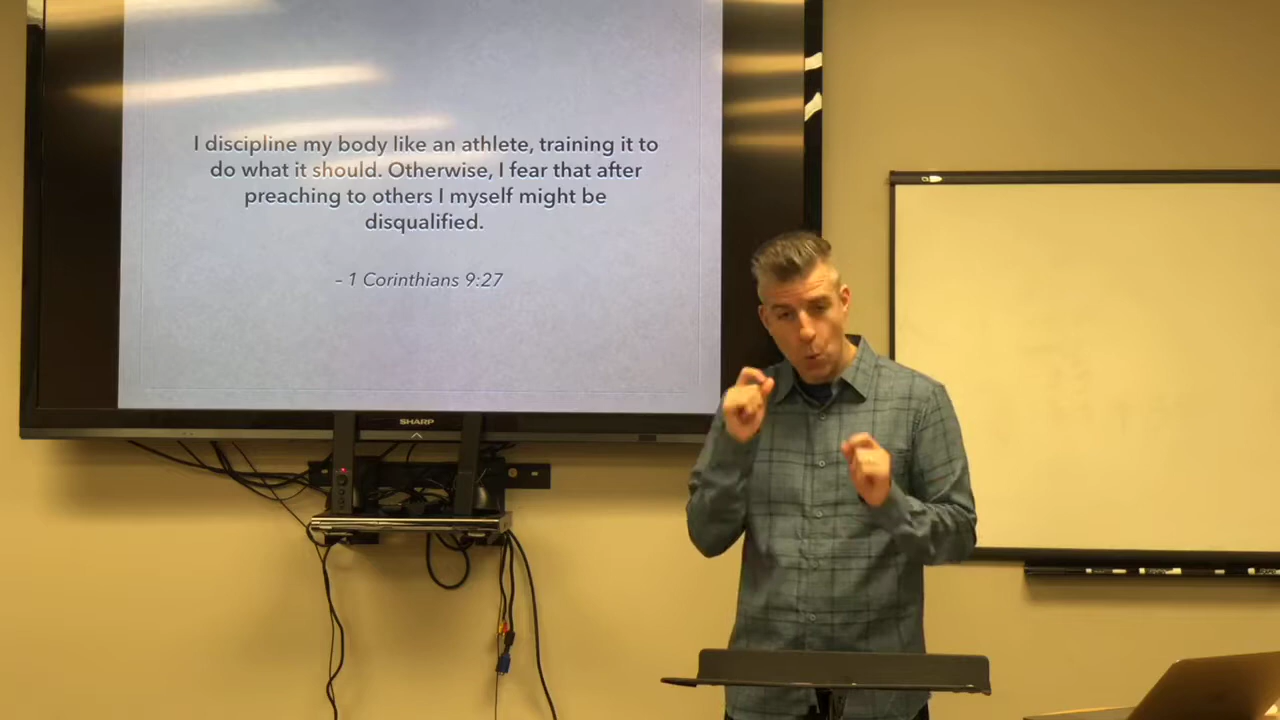 I discipline my body like an athlete, training it to
do what it should. Otherwise, I fear that after
preaching to others I myself might be
disqualified.
– 1 Corinthians 9:27
SHARP